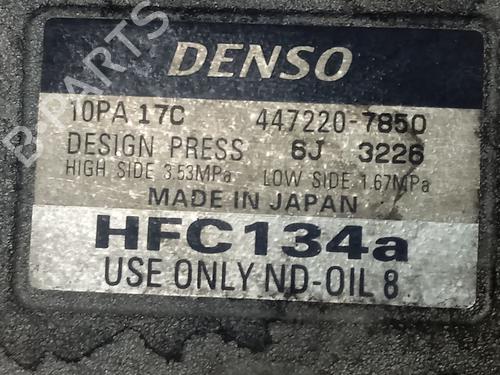 DENSO
10PA 17C 447220-7850
DESIGN PRESS 6J 3226
HIGH SIDE 3.53MPa LOW SIDE 1.67MPa
MADE IN JAPAN
HFC134a
USE ONLY ND-OIL 8
B-PARTS